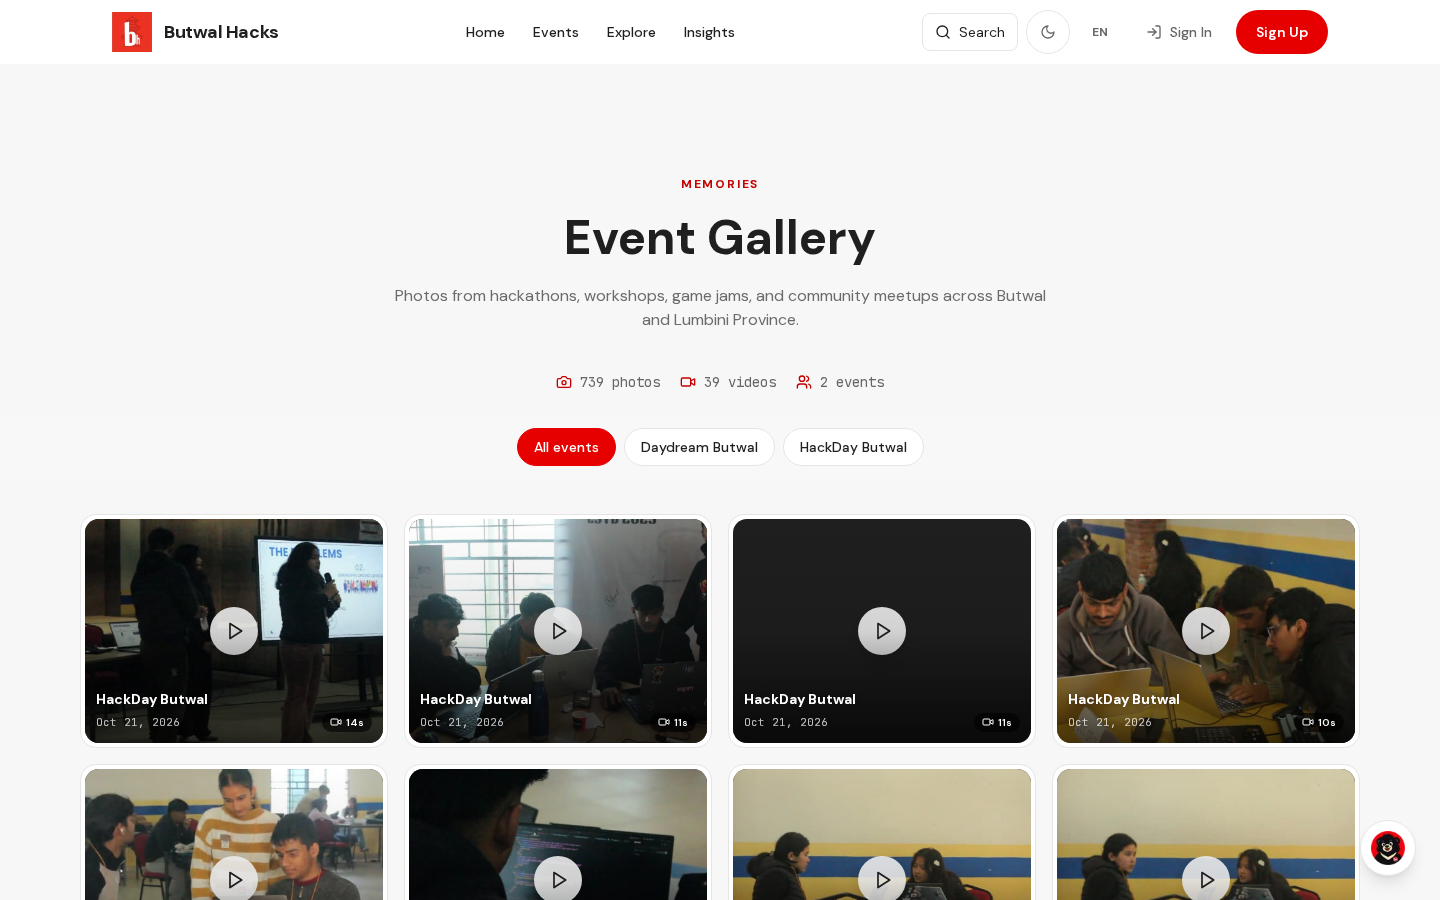 Butwal Hacks
Home
Events
Explore
Insights
Search
EN
Sign In
Sign Up
MEMORIES
Event Gallery
Photos from hackathons, workshops, game jams, and community meetups across Butwal
and Lumbini Province.
739 photos
39 videos
2 events
All events
Daydream Butwal
HackDay Butwal
HackDay Butwal
Oct 21, 2026
14s
HackDay Butwal
Oct 21, 2026
11s
HackDay Butwal
Oct 21, 2026
11s
HackDay Butwal
Oct 21, 2026
10s